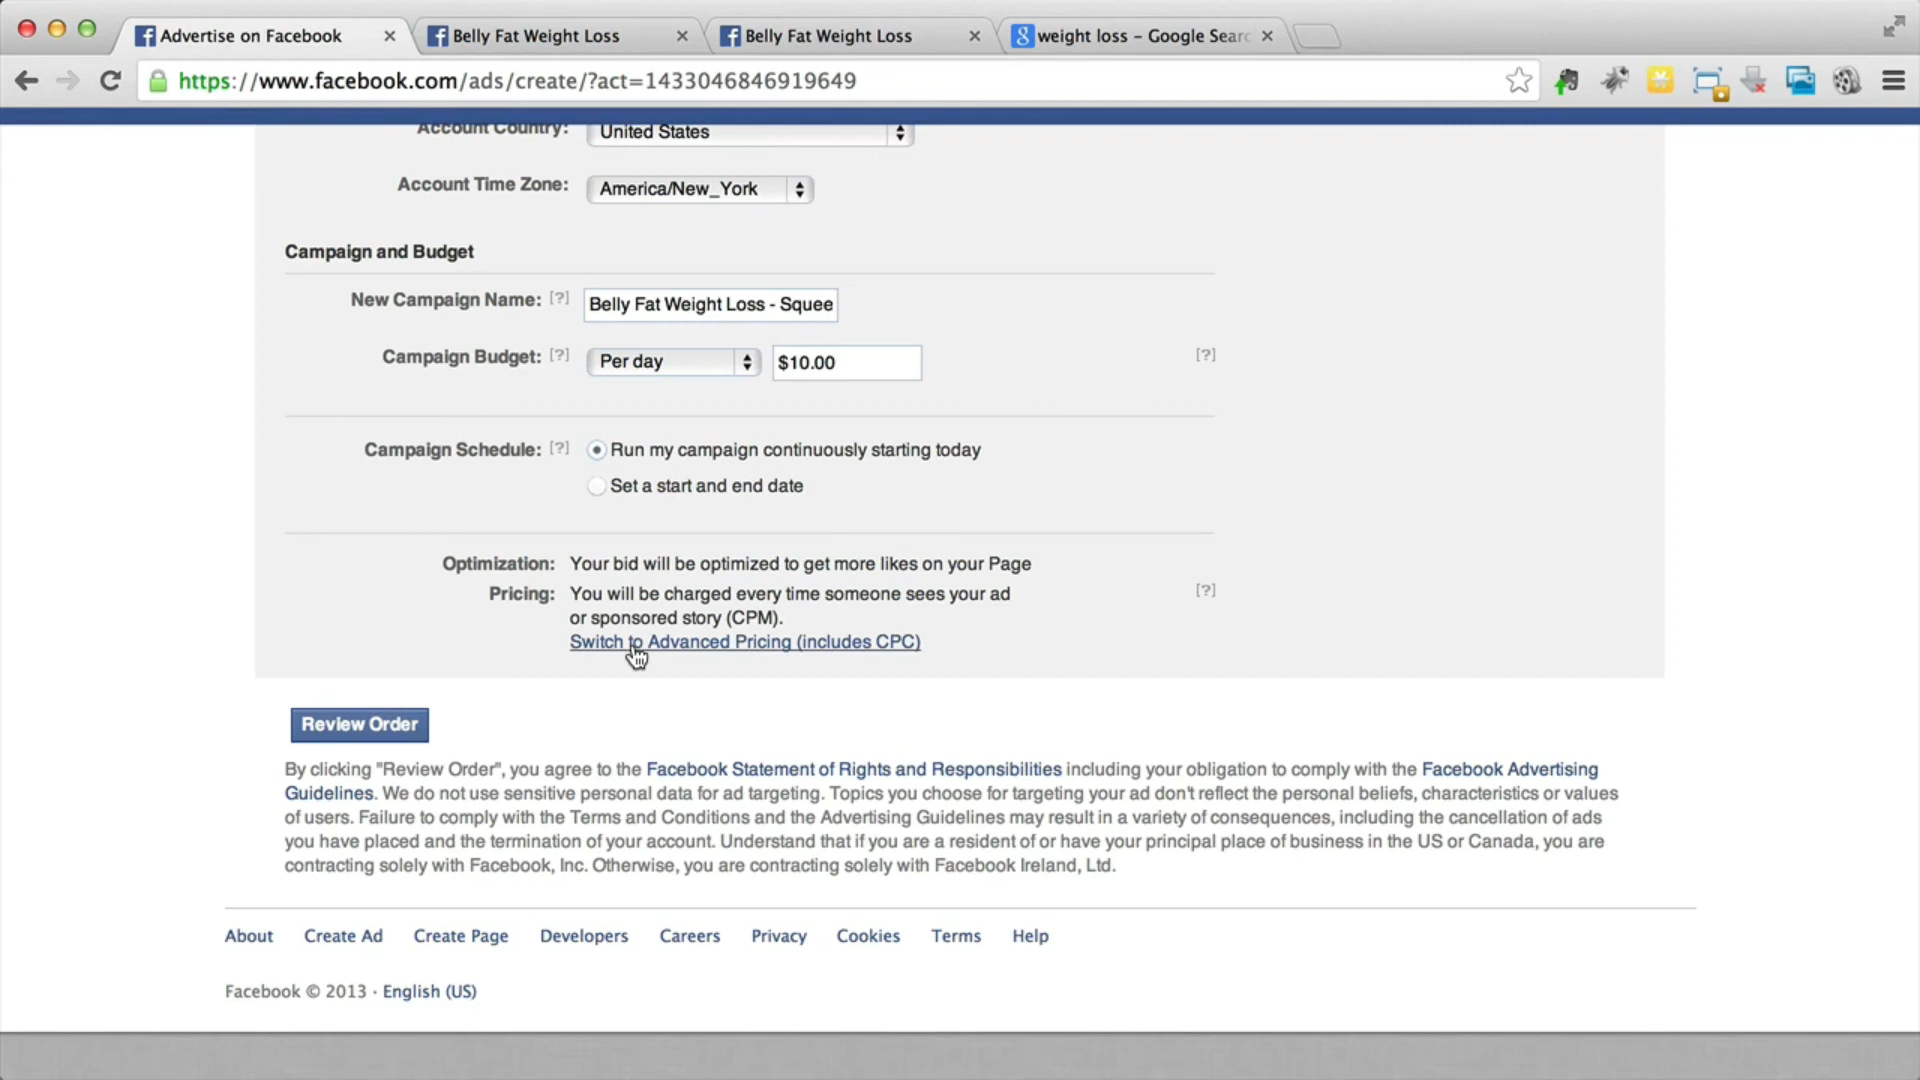 Advertise on Facebook
Belly Fat Weight Loss
Belly Fat Weight Loss
weight loss – Google Searc
https://www.facebook.com/ads/create/?act=1433046846919649
Account Country:
United States
Account Time Zone:
America/New_York
Campaign and Budget
New Campaign Name: [?]
Belly Fat Weight Loss - Squee
Campaign Budget: [?]
Per day
$10.00
[?]
Campaign Schedule: [?]
Run my campaign continuously starting today
Set a start and end date
Optimization: Your bid will be optimized to get more likes on your Page
Pricing: You will be charged every time someone sees your ad
[?]
or sponsored story (CPM).
Switch to Advanced Pricing (includes CPC)
Review Order
By clicking "Review Order", you agree to the Facebook Statement of Rights and Responsibilities including your obligation to comply with the Facebook Advertising
Guidelines. We do not use sensitive personal data for ad targeting. Topics you choose for targeting your ad don't reflect the personal beliefs, characteristics or values
of users. Failure to comply with the Terms and Conditions and the Advertising Guidelines may result in a variety of consequences, including the cancellation of ads
you have placed and the termination of your account. Understand that if you are a resident of or have your principal place of business in the US or Canada, you are
contracting solely with Facebook, Inc. Otherwise, you are contracting solely with Facebook Ireland, Ltd.
About Create Ad Create Page Developers Careers Privacy Cookies Terms Help
Facebook © 2013 · English (US)